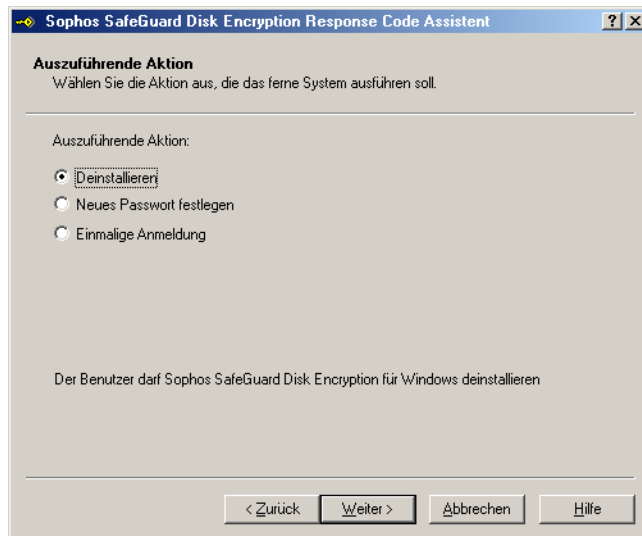 Sophos SafeGuard Disk Encryption Response Code Assistent
Auszuführende Aktion
Wählen Sie die Aktion aus, die das ferne System ausführen soll.
Auszuführende Aktion:
Deinstallieren
Neues Passwort festlegen
Einmalige Anmeldung
Der Benutzer darf Sophos SafeGuard Disk Encryption für Windows deinstallieren
< Zurück Weiter > Abbrechen Hilfe